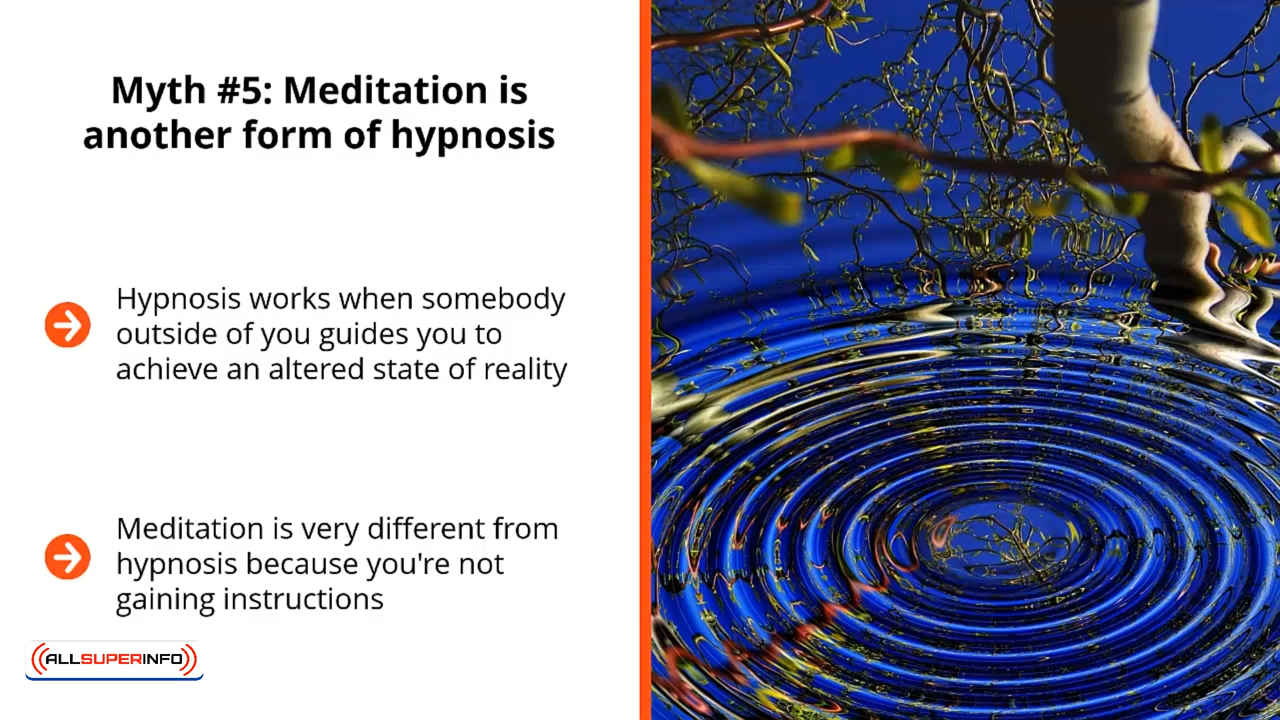 Myth #5: Meditation is
another form of hypnosis
Hypnosis works when somebody
outside of you guides you to
achieve an altered state of reality
Meditation is very different from
hypnosis because you're not
gaining instructions
ALLSUPERINFO